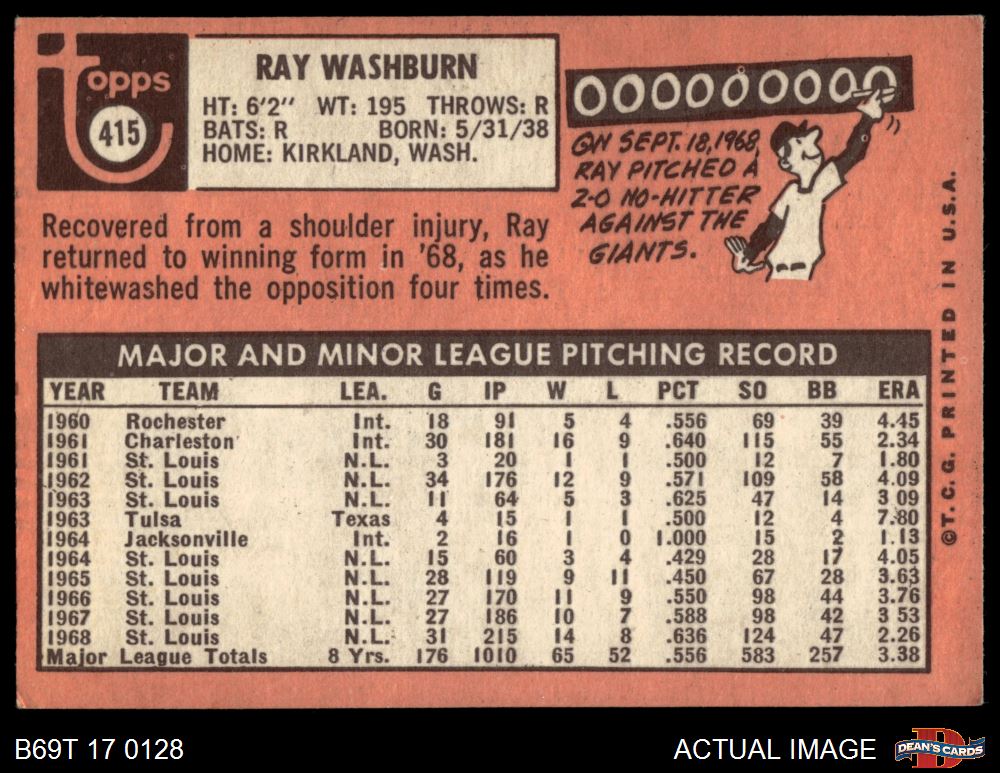 Topps
415
RAY WASHBURN
HT: 6'2" WT: 195 THROWS: R
BATS: R BORN: 5/31/38
HOME: KIRKLAND, WASH.
000000000
ON SEPT. 18, 1968,
RAY PITCHED A
2-0 NO-HITTER
AGAINST THE
GIANTS.
Recovered from a shoulder injury, Ray
returned to winning form in '68, as he
whitewashed the opposition four times.
MAJOR AND MINOR LEAGUE PITCHING RECORD
YEAR TEAM LEA. G IP W L PCT SO BB ERA
1960 Rochester Int. 18 91 5 4 .556 69 39 4.45
1961 Charleston Int. 30 181 16 9 .640 115 55 2.34
1961 St. Louis N.L. 3 20 1 1 .500 12 7 1.80
1962 St. Louis N.L. 34 176 12 9 .571 109 58 4.09
1963 St. Louis N.L. 11 64 5 3 .625 47 14 3.09
1963 Tulsa Texas 4 15 1 1 .500 12 4 7.80
1964 Jacksonville Int. 2 16 1 0 1.000 15 2 1.13
1964 St. Louis N.L. 15 60 3 4 .429 28 17 4.05
1965 St. Louis N.L. 28 119 9 11 .450 67 28 3.63
1966 St. Louis N.L. 27 170 11 9 .550 98 44 3.76
1967 St. Louis N.L. 27 186 10 7 .588 98 42 3.53
1968 St. Louis N.L. 31 215 14 8 .636 124 47 2.26
Major League Totals 8 Yrs. 176 1010 65 52 .556 583 257 3.38
© T. C. G. PRINTED IN U.S.A.
B69T 17 0128
ACTUAL IMAGE
D
DEAN'S CARDS